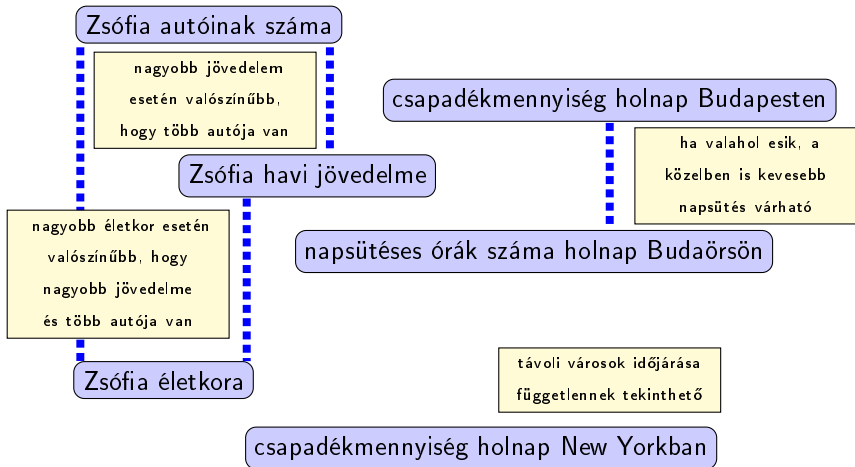 Zsófia autóinak száma
nagyobb jövedelem
esetén valószínűbb,
hogy több autója van
csapadékmennyiség holnap Budapesten
ha valahol esik, a
közelben is kevesebb
napsütés várható
Zsófia havi jövedelme
nagyobb életkor esetén
valószínűbb, hogy
nagyobb jövedelme
és több autója van
napsütéses órák száma holnap Budaörsön
Zsófia életkora
távoli városok időjárása
függetlennek tekinthető
csapadékmennyiség holnap New Yorkban